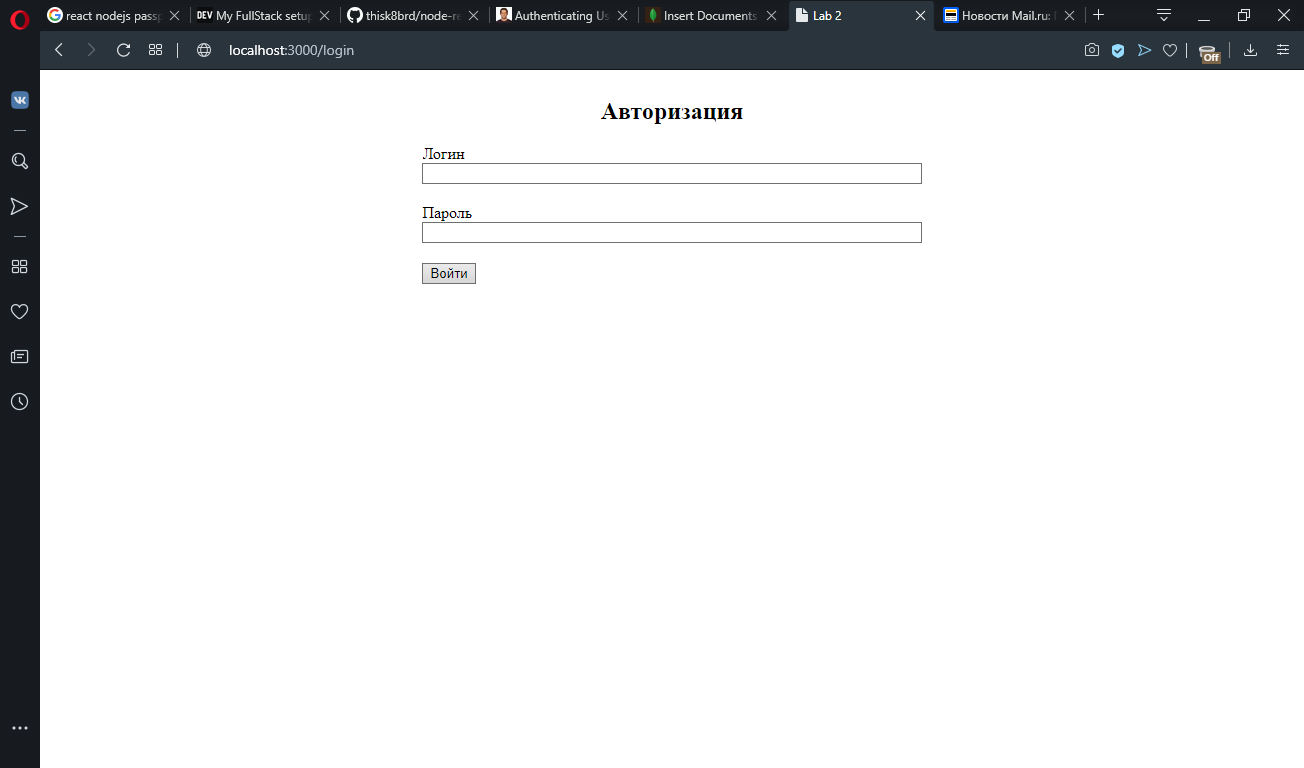 react nodejs passp
DEV My FullStack setup
thisk8brd/node-re
Authenticating Us
Insert Documents
Lab 2
Новости Mail.ru:
localhost:3000/login
Off
Авторизация
Логин
Пароль
Войти